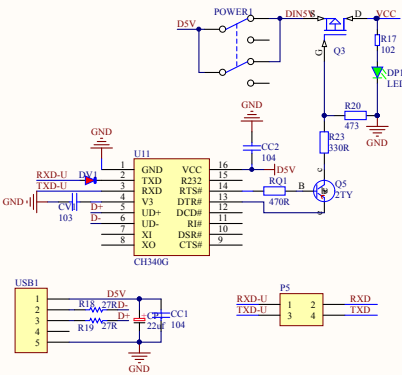 POWER1
D5V
DIN5V
S
D
VCC
G
Q3
R17
102
DP1
LED
R20
473
GND
R23
330R
GND
CC2
104
D5V
GND
U11
RXD-U
DV1
TXD-U
GND
CV
103
D+
D-
1 GND VCC 16
2 TXD R232 15
3 RXD RTS# 14
4 V3 DTR# 13
5 UD+ DCD# 12
6 UD- RI# 11
7 XI DSR# 10
8 XO CTS# 9
CH340G
RQ1
470R
B
c
e
Q5
2TY
USB1
1
2
3
4
5
D5V
R18 27R D-
R19 27R D+
CP
22uf
CC1
104
GND
P5
RXD-U 1 2 RXD
TXD-U 3 4 TXD